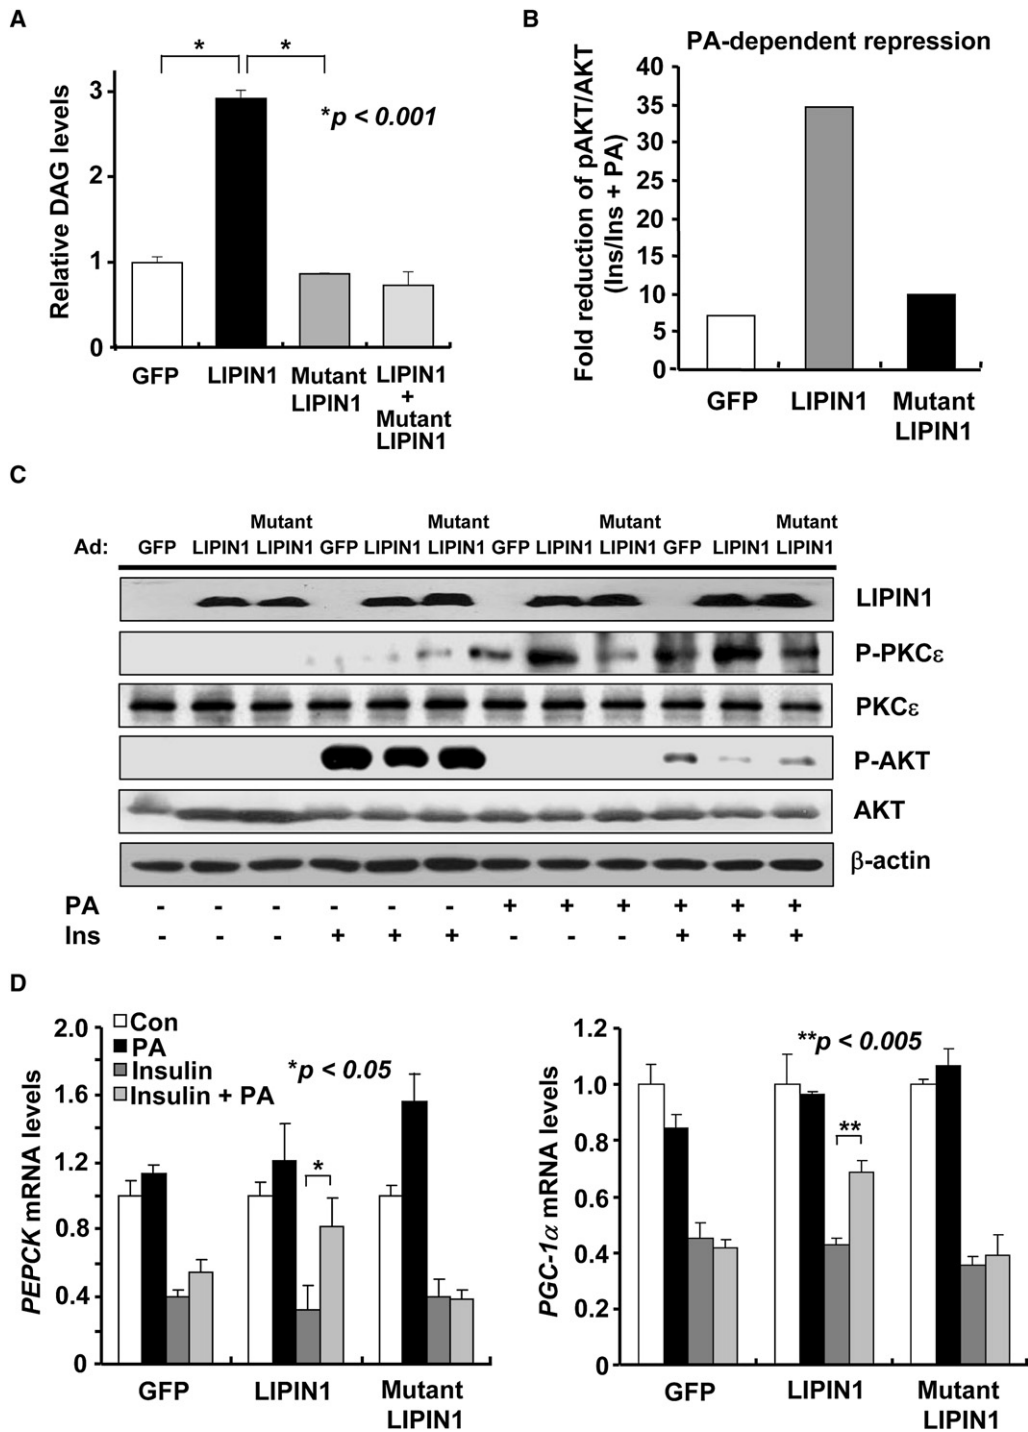 A
* *
*p < 0.001
Relative DAG levels
3
2
1
0
GFP LIPIN1 Mutant LIPIN1 LIPIN1 + Mutant LIPIN1
B
PA-dependent repression
Fold reduction of pAKT/AKT
(Ins/Ins + PA)
40
35
30
25
20
15
10
5
0
GFP LIPIN1 Mutant LIPIN1
C
Mutant Mutant Mutant Mutant
Ad: GFP LIPIN1 LIPIN1 GFP LIPIN1 LIPIN1 GFP LIPIN1 LIPIN1 GFP LIPIN1 LIPIN1
LIPIN1
P-PKCε
PKCε
P-AKT
AKT
β-actin
PA - - - - - - + + + + + +
Ins - - - + + + - - - + + +
D
Con
PA
Insulin
Insulin + PA
*p < 0.05
*
PEPCK mRNA levels
2.0
1.6
1.2
0.8
0.4
0
GFP LIPIN1 Mutant
LIPIN1
**p < 0.005
**
PGC-1α mRNA levels
1.2
1.0
0.8
0.6
0.4
0.2
0
GFP LIPIN1 Mutant
LIPIN1